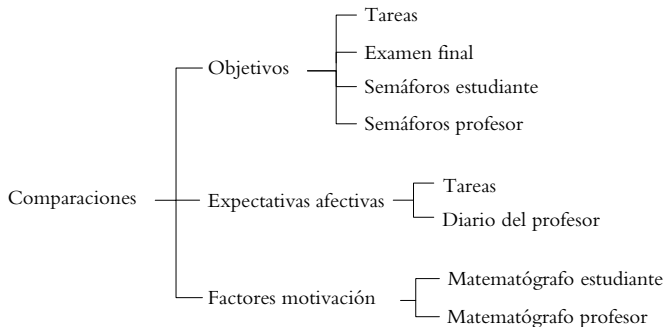 Tareas
Examen final
Objetivos
Semáforos estudiante
Semáforos profesor
Comparaciones
Expectativas afectivas
Tareas
Diario del profesor
Factores motivación
Matematógrafo estudiante
Matematógrafo profesor